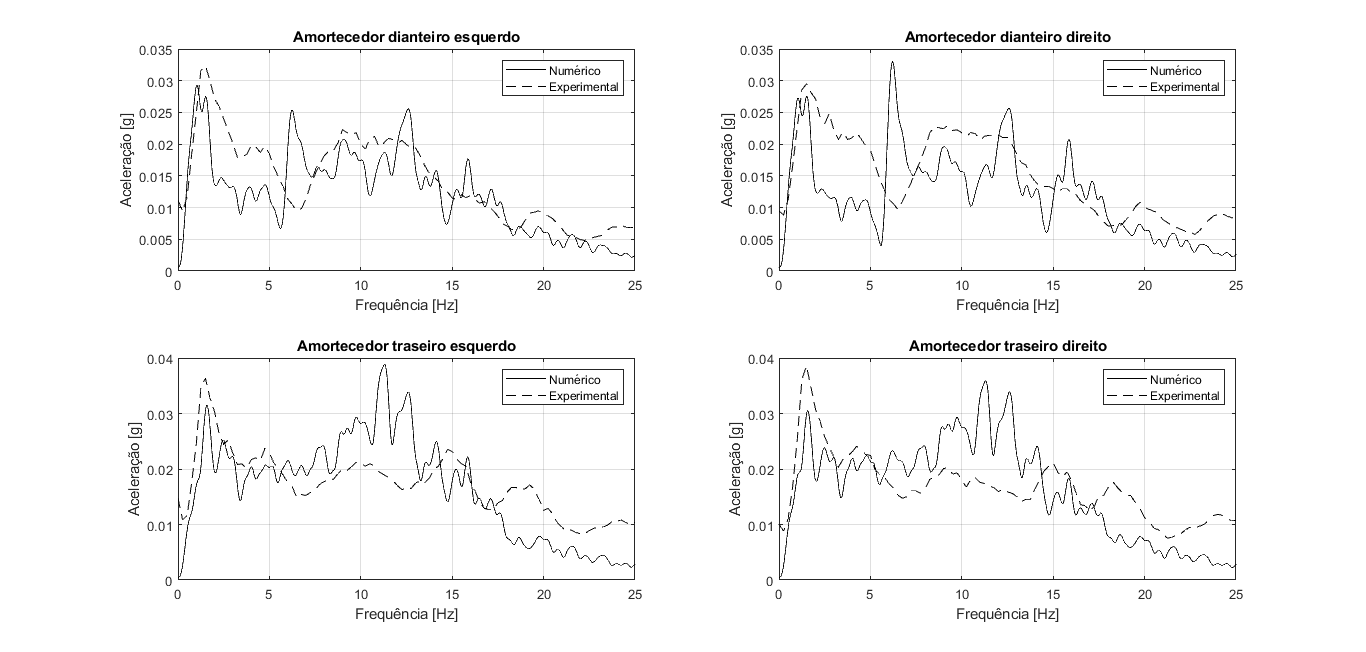 Amortecedor dianteiro esquerdo
0.035
0.03
0.025
0.02
0.015
0.01
0.005
0
Aceleração [g]
Numérico
Experimental
0 5 10 15 20 25
Frequência [Hz]
Amortecedor dianteiro direito
0.035
0.03
0.025
0.02
0.015
0.01
0.005
0
Aceleração [g]
Numérico
Experimental
0 5 10 15 20 25
Frequência [Hz]
Amortecedor traseiro esquerdo
0.04
0.03
0.02
0.01
0
Aceleração [g]
Numérico
Experimental
0 5 10 15 20 25
Frequência [Hz]
Amortecedor traseiro direito
0.04
0.03
0.02
0.01
0
Aceleração [g]
Numérico
Experimental
0 5 10 15 20 25
Frequência [Hz]